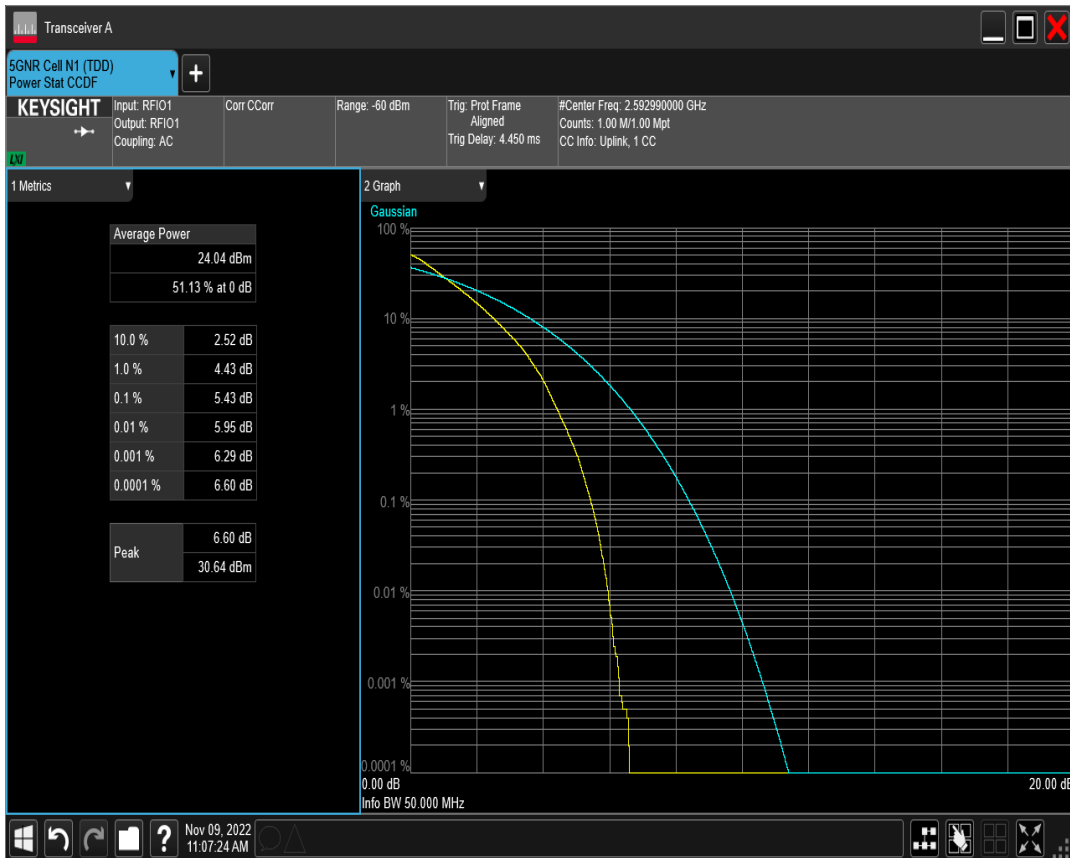 Transceiver A
5GNR Cell N1 (TDD)
Power Stat CCDF
+
KEYSIGHT
LXI
Input: RFIO1
Output: RFIO1
Coupling: AC
Corr CCorr
Range: -60 dBm
Trig: Prot Frame
Aligned
Trig Delay: 4.450 ms
#Center Freq: 2.592990000 GHz
Counts: 1.00 M/1.00 Mpt
CC Info: Uplink, 1 CC
1 Metrics
Average Power
24.04 dBm
51.13 % at 0 dB
10.0 % 2.52 dB
1.0 % 4.43 dB
0.1 % 5.43 dB
0.01 % 5.95 dB
0.001 % 6.29 dB
0.0001 % 6.60 dB
Peak
6.60 dB
30.64 dBm
2 Graph
Gaussian
100 %
10 %
1 %
0.1 %
0.01 %
0.001 %
0.0001 %
0.00 dB 20.00 dB
Info BW 50.000 MHz
?
Nov 09, 2022
11:07:24 AM